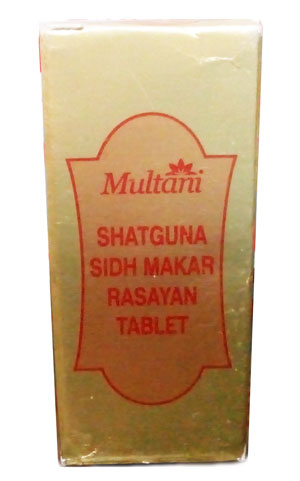 Multani
SHATGUNA
SIDH MAKAR
RASAYAN
TABLET